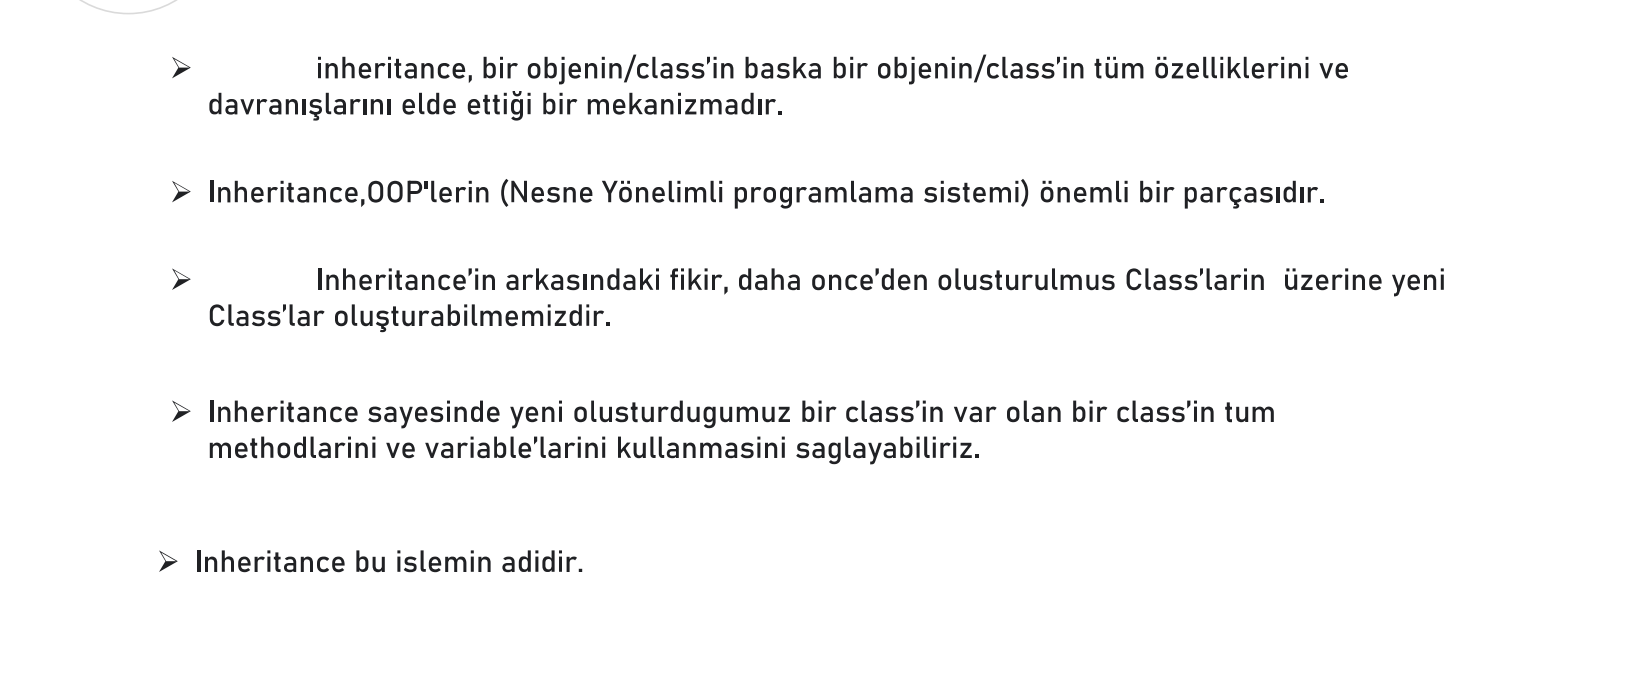 ➢ inheritance, bir objenin/class’in baska bir objenin/class’in tüm özelliklerini ve
davranışlarını elde ettiği bir mekanizmadır.
➢ Inheritance,OOP'lerin (Nesne Yönelimli programlama sistemi) önemli bir parçasıdır.
➢ Inheritance’in arkasındaki fikir, daha once’den olusturulmus Class’larin üzerine yeni
Class’lar oluşturabilmemizdir.
➢ Inheritance sayesinde yeni olusturdugumuz bir class’in var olan bir class’in tum
methodlarini ve variable’larini kullanmasini saglayabiliriz.
➢ Inheritance bu islemin adidir.